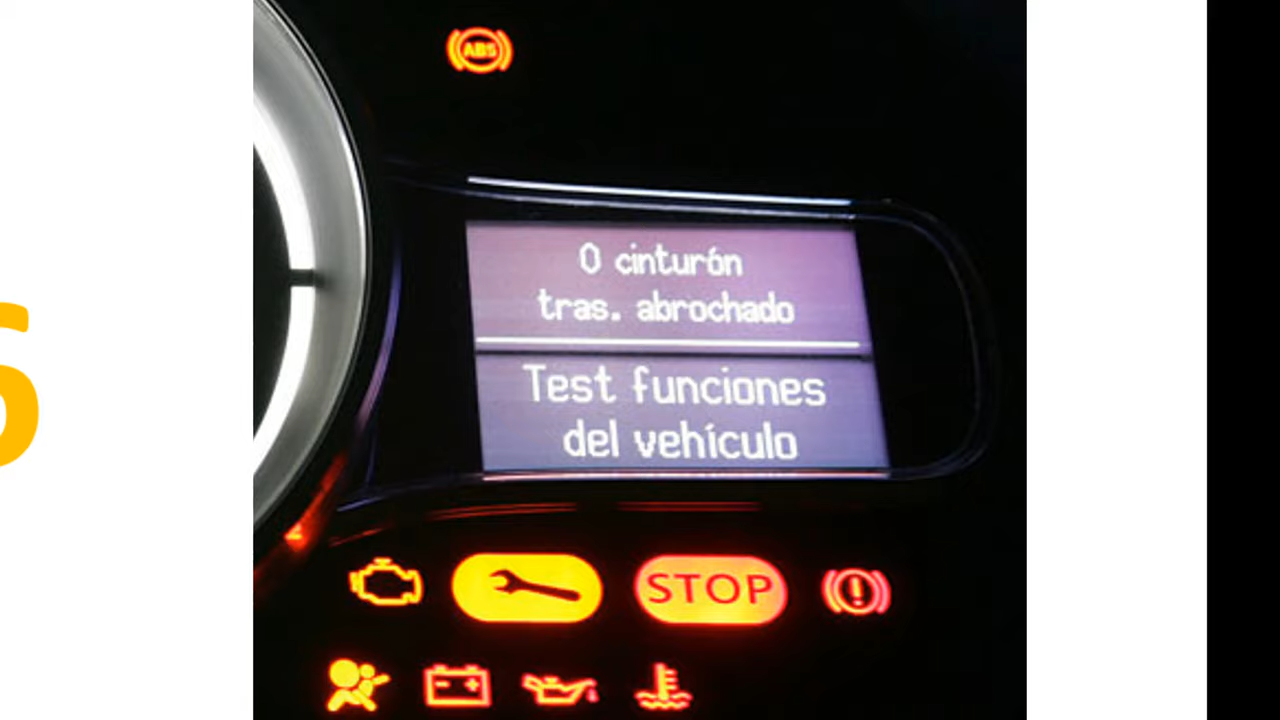 ABS
0 cinturón
tras. abrochado
Test funciones
del vehículo
STOP